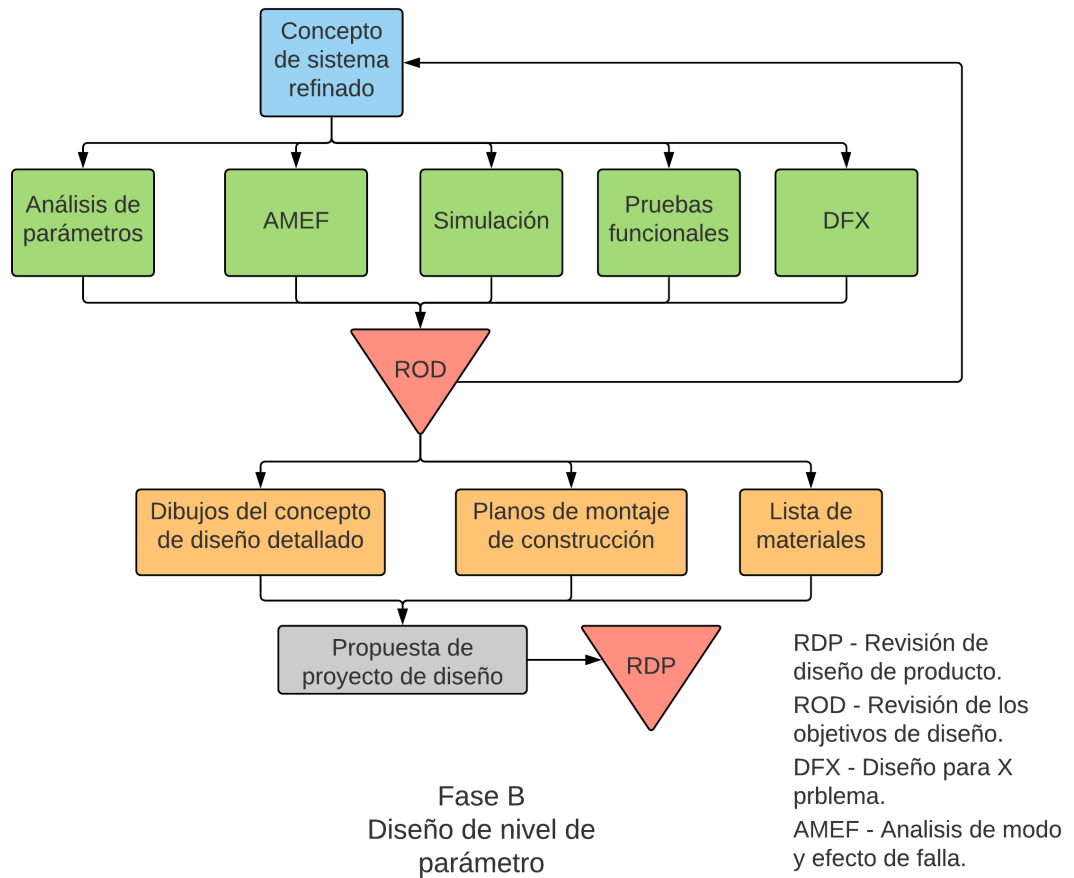 Concepto
de sistema
refinado
Análisis de
parámetros
AMEF
Simulación
Pruebas
funcionales
DFX
ROD
Dibujos del concepto
de diseño detallado
Planos de montaje
de construcción
Lista de
materiales
Propuesta de
proyecto de diseño
RDP
RDP - Revisión de
diseño de producto.
ROD - Revisión de los
objetivos de diseño.
DFX - Diseño para X
prblema.
AMEF - Analisis de modo
y efecto de falla.
Fase B
Diseño de nivel de
parámetro